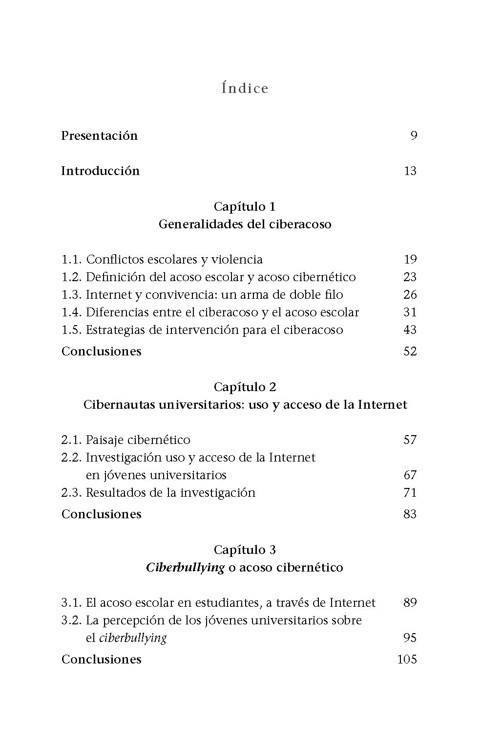 Índice
Presentación 9
Introducción 13
Capítulo 1
Generalidades del ciberacoso
1.1. Conflictos escolares y violencia 19
1.2. Definición del acoso escolar y acoso cibernético 23
1.3. Internet y convivencia: un arma de doble filo 26
1.4. Diferencias entre el ciberacoso y el acoso escolar 31
1.5. Estrategias de intervención para el ciberacoso 43
Conclusiones 52
Capítulo 2
Cibernautas universitarios: uso y acceso de la Internet
2.1. Paisaje cibernético 57
2.2. Investigación uso y acceso de la Internet
en jóvenes universitarios 67
2.3. Resultados de la investigación 71
Conclusiones 83
Capítulo 3
Ciberbullying o acoso cibernético
3.1. El acoso escolar en estudiantes, a través de Internet 89
3.2. La percepción de los jóvenes universitarios sobre
el ciberbullying 95
Conclusiones 105